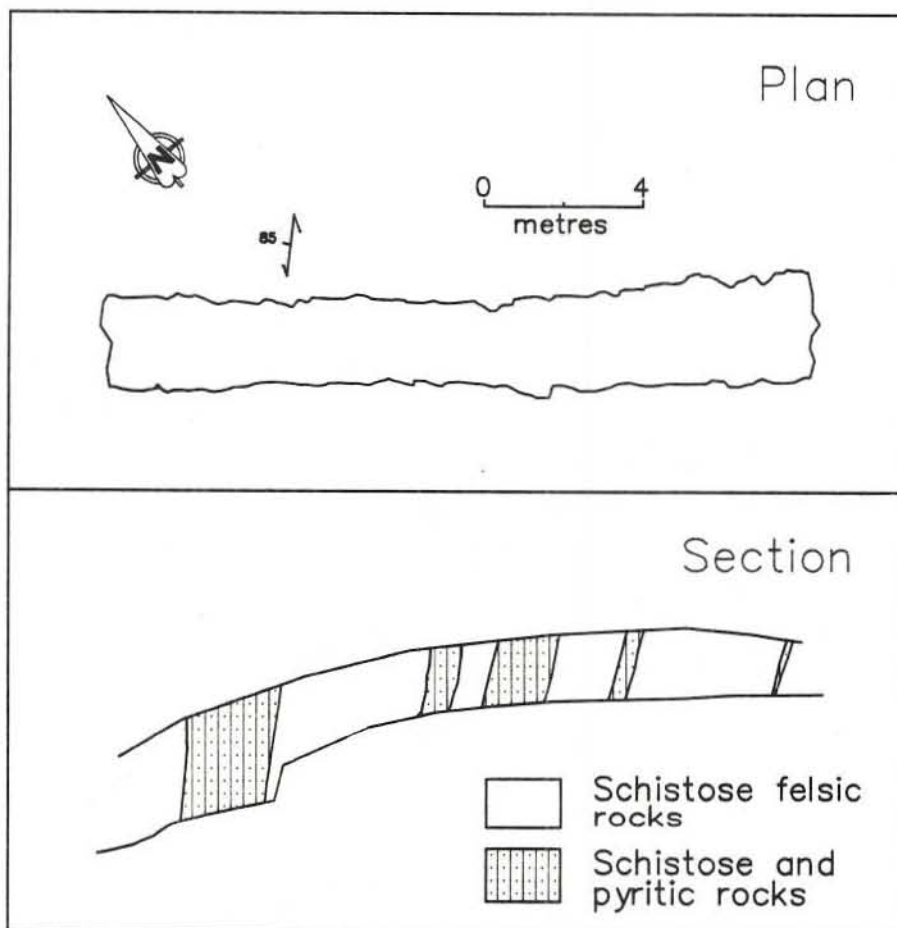 Plan
N
0 4
metres
85
Section
Schistose felsic
rocks
Schistose and
pyritic rocks